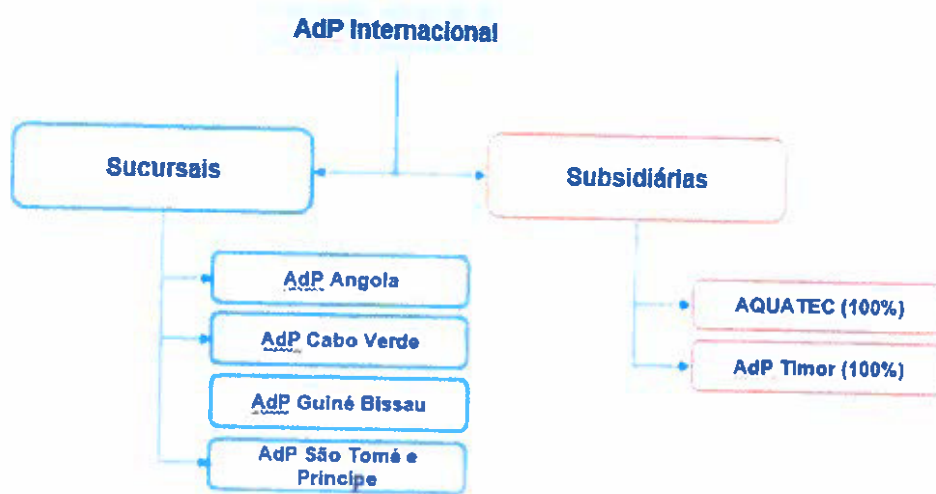 AdP Internacional
Sucursais
Subsidiárias
AdP Angola
AdP Cabo Verde
AdP Guiné Bissau
AdP São Tomé e
Principe
AQUATEC (100%)
AdP Timor (100%)